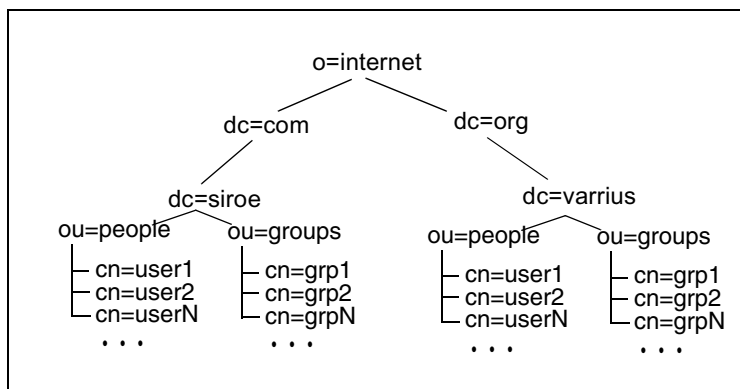 o=internet
dc=com
dc=org
dc=siroe
dc=varrius
ou=people
ou=groups
ou=people
ou=groups
cn=user1
cn=user2
cn=userN
. . .
cn=grp1
cn=grp2
cn=grpN
. . .
cn=user1
cn=user2
cn=userN
. . .
cn=grp1
cn=grp2
cn=grpN
. . .